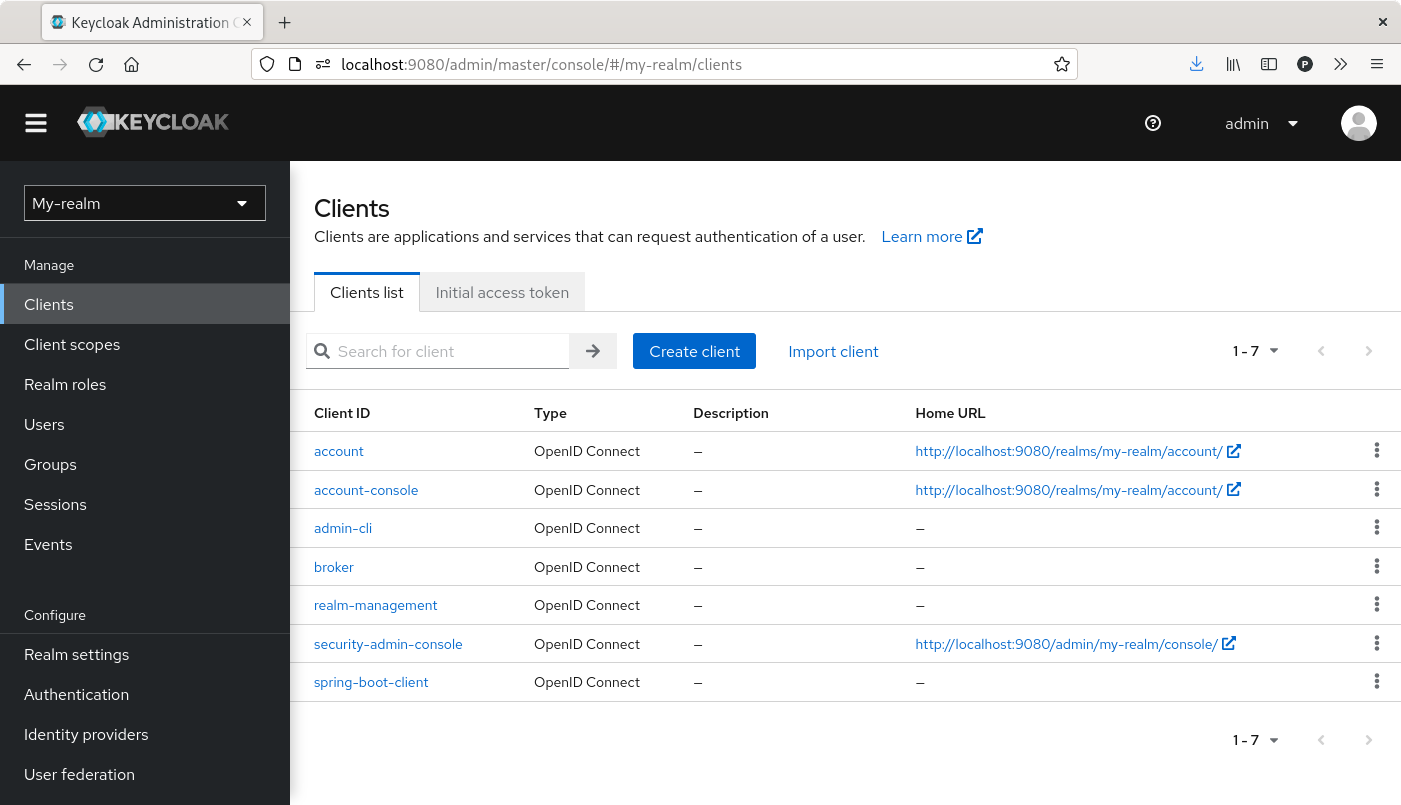 Keycloak Administration C
localhost:9080/admin/master/console/#/my-realm/clients
P
KEYCLOAK
admin
My-realm
Manage
Clients
Client scopes
Realm roles
Users
Groups
Sessions
Events
Configure
Realm settings
Authentication
Identity providers
User federation
Clients
Clients are applications and services that can request authentication of a user. Learn more
Clients list Initial access token
Search for client Create client Import client 1 - 7
Client ID Type Description Home URL
account OpenID Connect – http://localhost:9080/realms/my-realm/account/
account-console OpenID Connect – http://localhost:9080/realms/my-realm/account/
admin-cli OpenID Connect – –
broker OpenID Connect – –
realm-management OpenID Connect – –
security-admin-console OpenID Connect – http://localhost:9080/admin/my-realm/console/
spring-boot-client OpenID Connect – –
1 - 7